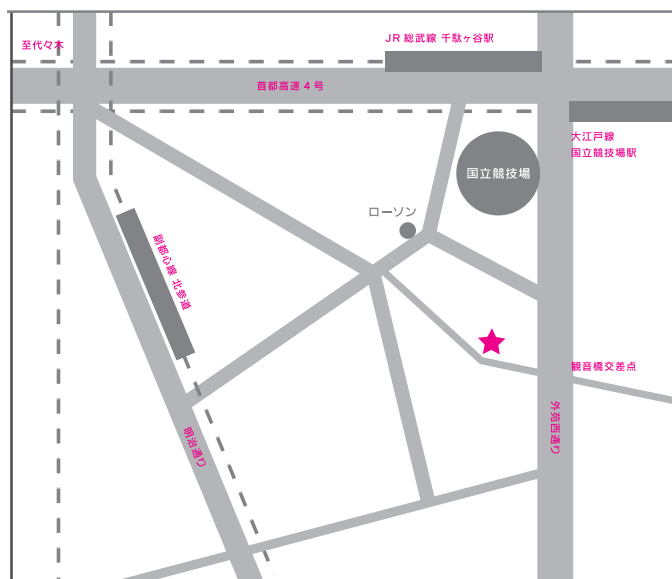 JR 総武線 千駄ヶ谷駅
至代々木
首都高速 4 号
大江戸線
国立競技場駅
国立競技場
ローソン
副都心線 北参道
観音橋交差点
外苑西通り
明治通り